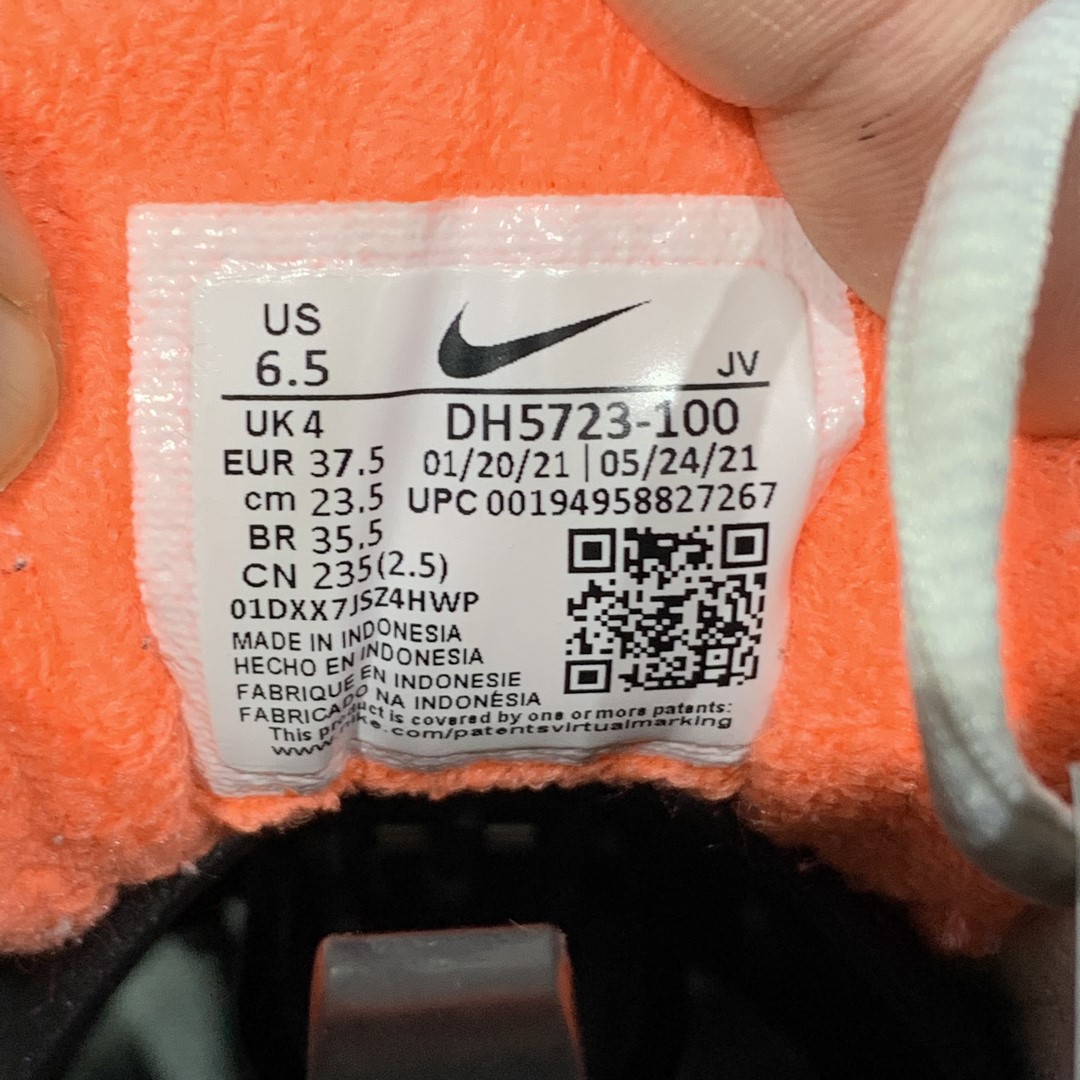 US
6.5
JV
UK 4
DH5723-100
EUR 37.5
01/20/21 | 05/24/21
cm 23.5
UPC 00194958827267
BR 35.5
CN 235(2.5)
01DXX7JSZ4HWP
MADE IN INDONESIA
HECHO EN INDONESIA
FABRIQUE EN INDONESIE
FABRICADO NA INDONÉSIA
This product is covered by one or more patents:
www.nike.com/patentsvirtualmarking